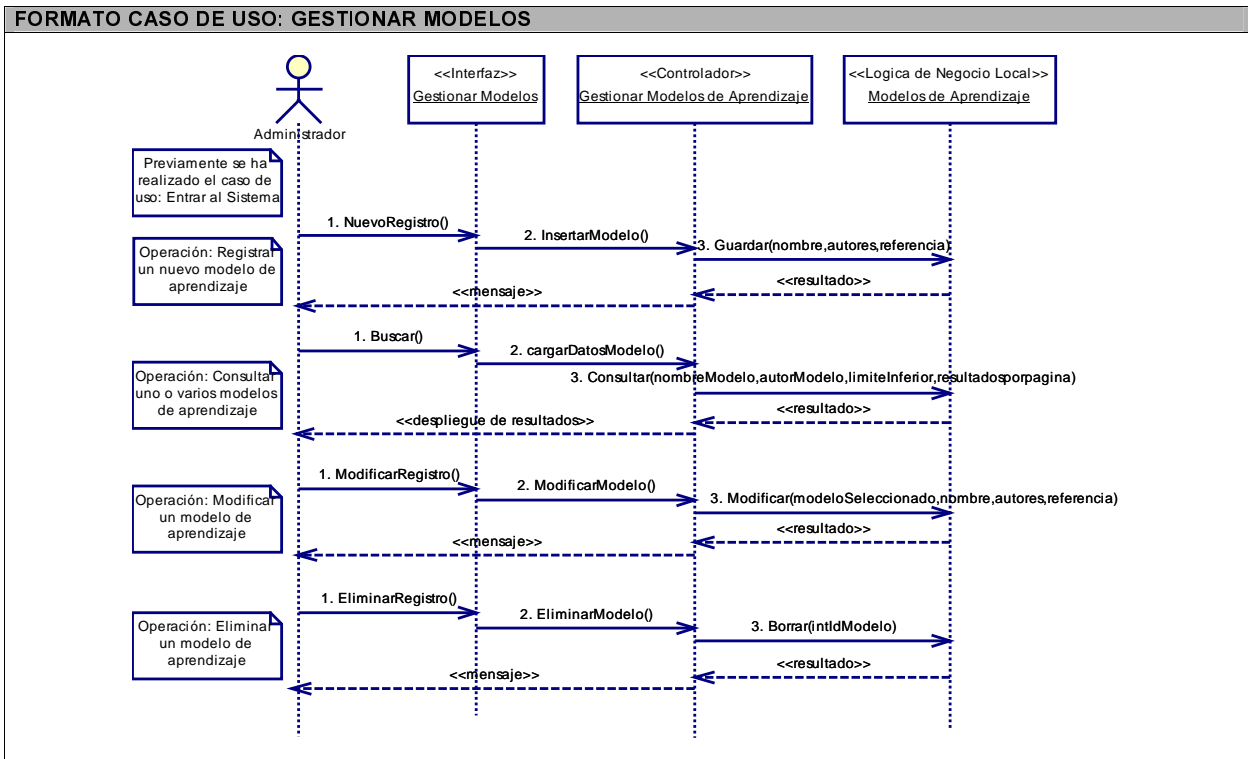 FORMATO CASO DE USO: GESTIONAR MODELOS
<<Interfaz>>
Gestionar Modelos
<<Controlador>>
Gestionar Modelos de Aprendizaje
<<Logica de Negocio Local>>
Modelos de Aprendizaje
Administrador
Previamente se ha
realizado el caso de
uso: Entrar al Sistema
1. NuevoRegistro()
2. InsertarModelo()
3. Guardar(nombre,autores,referencia)
Operación: Registrar
un nuevo modelo de
aprendizaje
<<resultado>>
<<mensaje>>
1. Buscar()
2. cargarDatosModelo()
3. Consultar(nombreModelo,autorModelo,limiteInferior,resultadosporpagina)
Operación: Consultar
uno o varios modelos
de aprendizaje
<<resultado>>
<<despliegue de resultados>>
1. ModificarRegistro()
2. ModificarModelo()
3. Modificar(modeloSeleccionado,nombre,autores,referencia)
Operación: Modificar
un modelo de
aprendizaje
<<resultado>>
<<mensaje>>
1. EliminarRegistro()
2. EliminarModelo()
3. Borrar(intIdModelo)
Operación: Eliminar
un modelo de
aprendizaje
<<resultado>>
<<mensaje>>